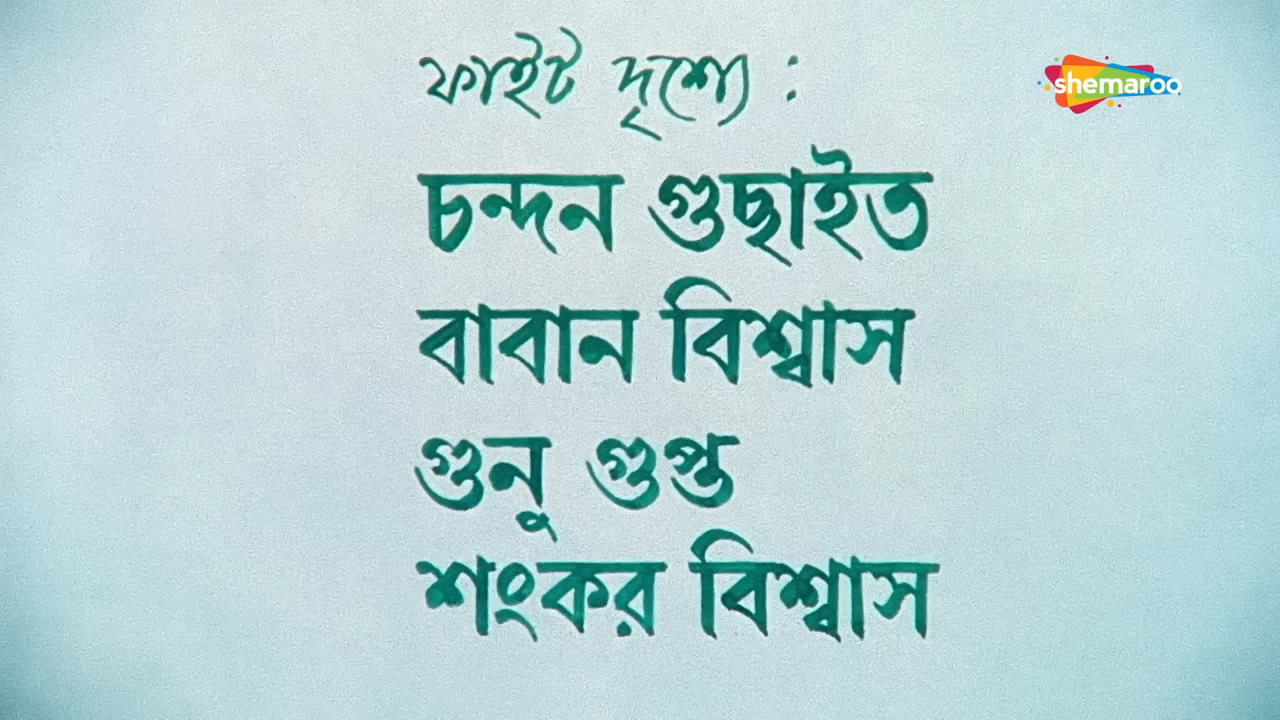 ফাইট দৃশ্যে :
shemaroo
চন্দন গুছাইত
বাবান বিশ্বাস
গুনু গুপ্ত
শংকর বিশ্বাস